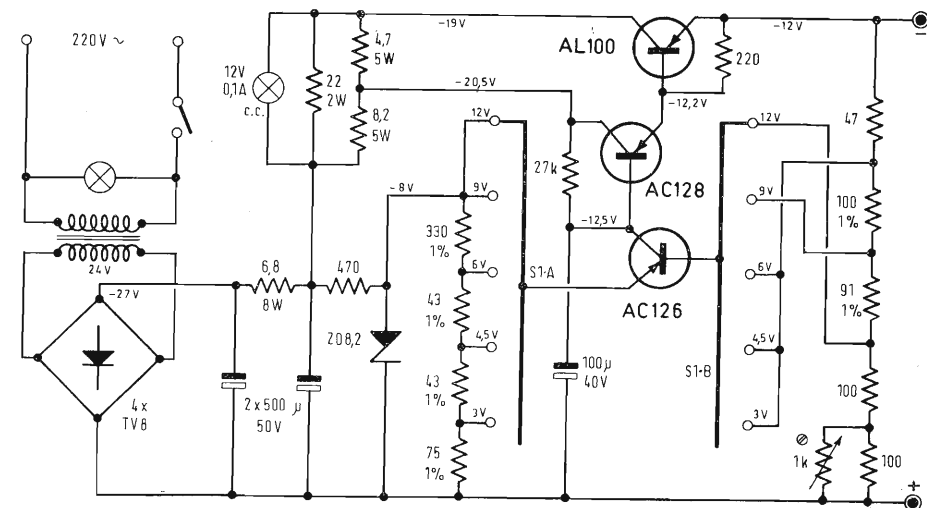 220V ~
24V
-27V
4x
TV8
6,8
8W
2x500 µ
50V
12V
0,1A
c.c.
22
2W
4,7
5W
8,2
5W
470
ZD8,2
-8V
12V
9V
330
1%
6V
43
1%
4,5V
43
1%
3V
75
1%
S1-A
-19V
-20,5V
27k
-12,5V
100µ
40V
AL100
-12V
220
-12,2V
AC128
AC126
S1-B
12V
9V
6V
4,5V
3V
47
100
1%
91
1%
100
1k
100
-
+